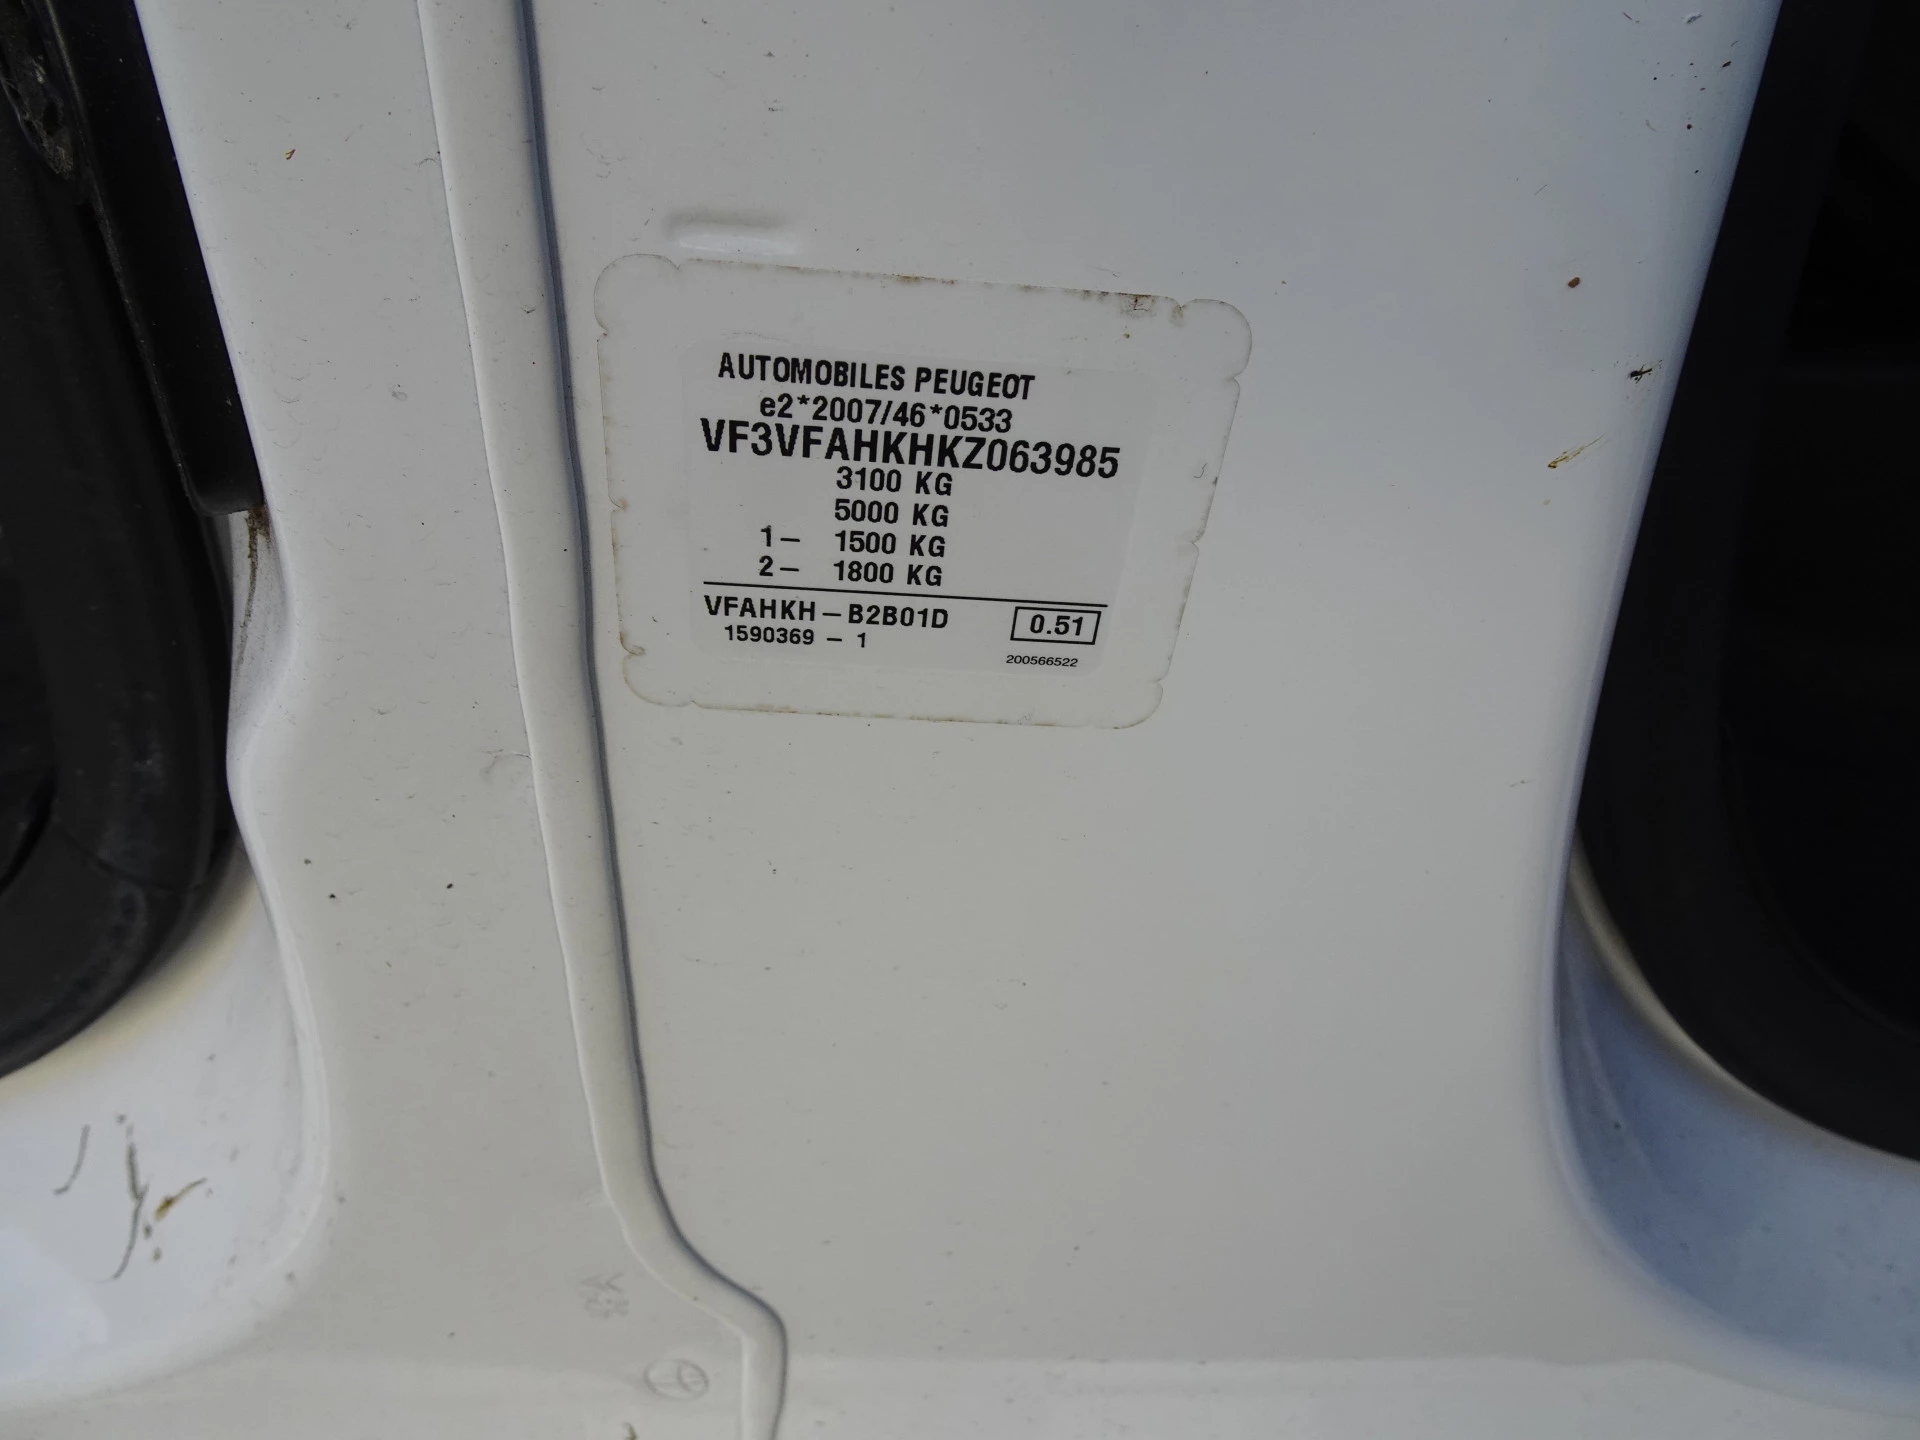 AUTOMOBILES PEUGEOT
e2*2007/46*0533
VF3VFAHKHKZ063985
3100 KG
5000 KG
1– 1500 KG
2– 1800 KG
VFAHKH – B2B01D 0.51
1590369 – 1
200566522